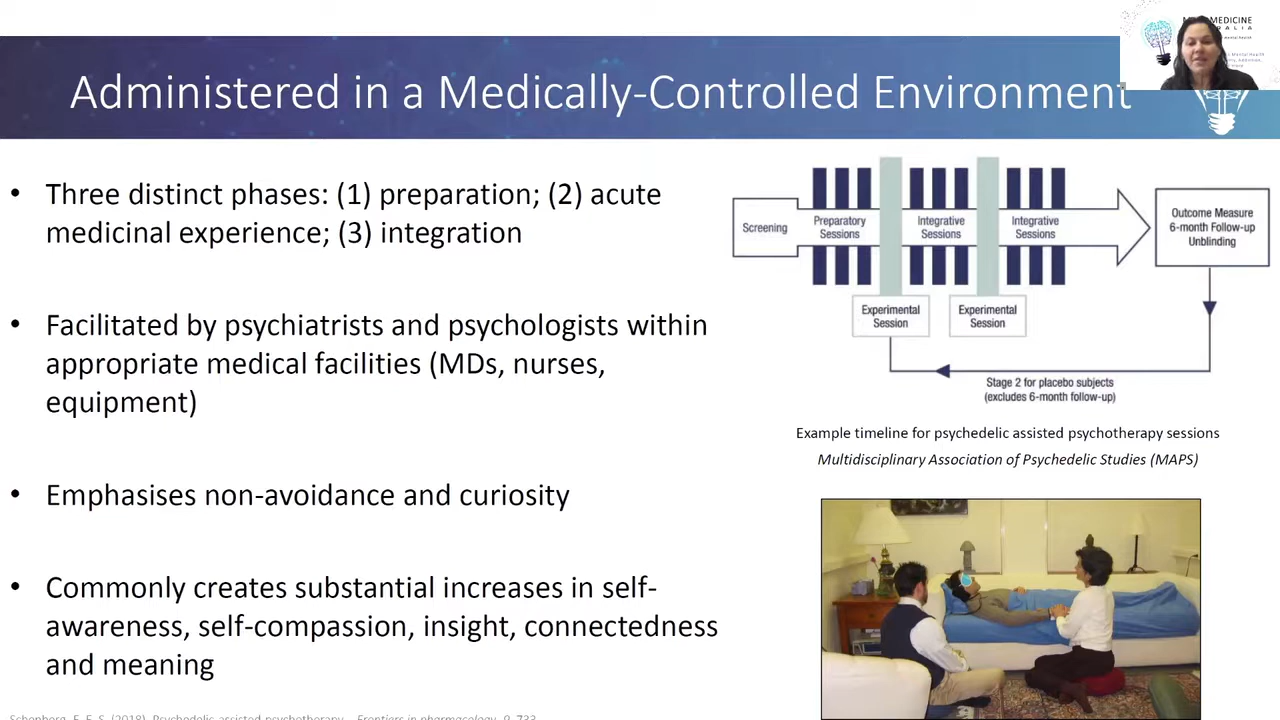 Administered in a Medically-Controlled Environment
MEDICINE
• Three distinct phases: (1) preparation; (2) acute
medicinal experience; (3) integration
• Facilitated by psychiatrists and psychologists within
appropriate medical facilities (MDs, nurses,
equipment)
• Emphasises non-avoidance and curiosity
• Commonly creates substantial increases in self-
awareness, self-compassion, insight, connectedness
and meaning
Screening
Preparatory
Sessions
Integrative
Sessions
Integrative
Sessions
Outcome Measure
6-month Follow-up
Unblinding
Experimental
Session
Experimental
Session
Stage 2 for placebo subjects
(excludes 6-month follow-up)
Example timeline for psychedelic assisted psychotherapy sessions
Multidisciplinary Association of Psychedelic Studies (MAPS)